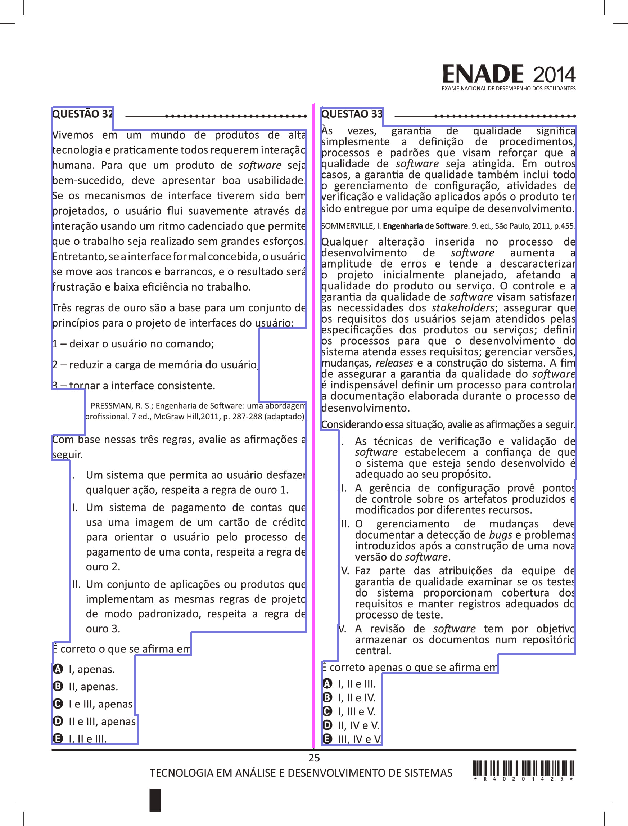 ENADE 2014
EXAME NACIONAL DE DESEMPENHO DOS ESTUDANTES
QUESTÃO 32
Vivemos em um mundo de produtos de alta
tecnologia e praticamente todos requerem interação
humana. Para que um produto de software seja
bem-sucedido, deve apresentar boa usabilidade.
Se os mecanismos de interface tiverem sido bem
projetados, o usuário flui suavemente através da
interação usando um ritmo cadenciado que permite
que o trabalho seja realizado sem grandes esforços.
Entretanto, se a interface for mal concebida, o usuário
se move aos trancos e barrancos, e o resultado será
frustração e baixa eficiência no trabalho.
Três regras de ouro são a base para um conjunto de
princípios para o projeto de interfaces do usuário:
1 – deixar o usuário no comando;
2 – reduzir a carga de memória do usuário;
3 – tornar a interface consistente.
PRESSMAN, R. S.; Engenharia de Software: uma abordagem
profissional. 7 ed., McGraw Hill,2011, p. 287-288 (adaptado).
Com base nessas três regras, avalie as afirmações a
seguir.
I. Um sistema que permita ao usuário desfazer
qualquer ação, respeita a regra de ouro 1.
II. Um sistema de pagamento de contas que
usa uma imagem de um cartão de crédito
para orientar o usuário pelo processo de
pagamento de uma conta, respeita a regra de
ouro 2.
III. Um conjunto de aplicações ou produtos que
implementam as mesmas regras de projeto
de modo padronizado, respeita a regra de
ouro 3.
É correto o que se afirma em
A I, apenas.
B II, apenas.
C I e III, apenas.
D II e III, apenas.
E I, II e III.
QUESTÃO 33
Às vezes, garantia de qualidade significa
simplesmente a definição de procedimentos,
processos e padrões que visam reforçar que a
qualidade de software seja atingida. Em outros
casos, a garantia de qualidade também inclui todo
o gerenciamento de configuração, atividades de
verificação e validação aplicados após o produto ter
sido entregue por uma equipe de desenvolvimento.
SOMMERVILLE, I. Engenharia de Software. 9. ed., São Paulo, 2011, p.455.
Qualquer alteração inserida no processo de
desenvolvimento de software aumenta a
amplitude de erros e tende a descaracterizar
o projeto inicialmente planejado, afetando a
qualidade do produto ou serviço. O controle e a
garantia da qualidade de software visam satisfazer
as necessidades dos stakeholders; assegurar que
os requisitos dos usuários sejam atendidos pelas
especificações dos produtos ou serviços; definir
os processos para que o desenvolvimento do
sistema atenda esses requisitos; gerenciar versões,
mudanças, releases e a construção do sistema. A fim
de assegurar a garantia da qualidade do software
é indispensável definir um processo para controlar
a documentação elaborada durante o processo de
desenvolvimento.
Considerando essa situação, avalie as afirmações a seguir.
I. As técnicas de verificação e validação de
software estabelecem a confiança de que
o sistema que esteja sendo desenvolvido é
adequado ao seu propósito.
II. A gerência de configuração provê pontos
de controle sobre os artefatos produzidos e
modificados por diferentes recursos.
III. O gerenciamento de mudanças deve
documentar a detecção de bugs e problemas
introduzidos após a construção de uma nova
versão do software.
IV. Faz parte das atribuições da equipe de
garantia de qualidade examinar se os testes
do sistema proporcionam cobertura dos
requisitos e manter registros adequados do
processo de teste.
V. A revisão de software tem por objetivo
armazenar os documentos num repositório
central.
É correto apenas o que se afirma em
A I, II e III.
B I, II e IV.
C I, III e V.
D II, IV e V.
E III, IV e V.
25
TECNOLOGIA EM ANÁLISE E DESENVOLVIMENTO DE SISTEMAS
*R4020142 5*